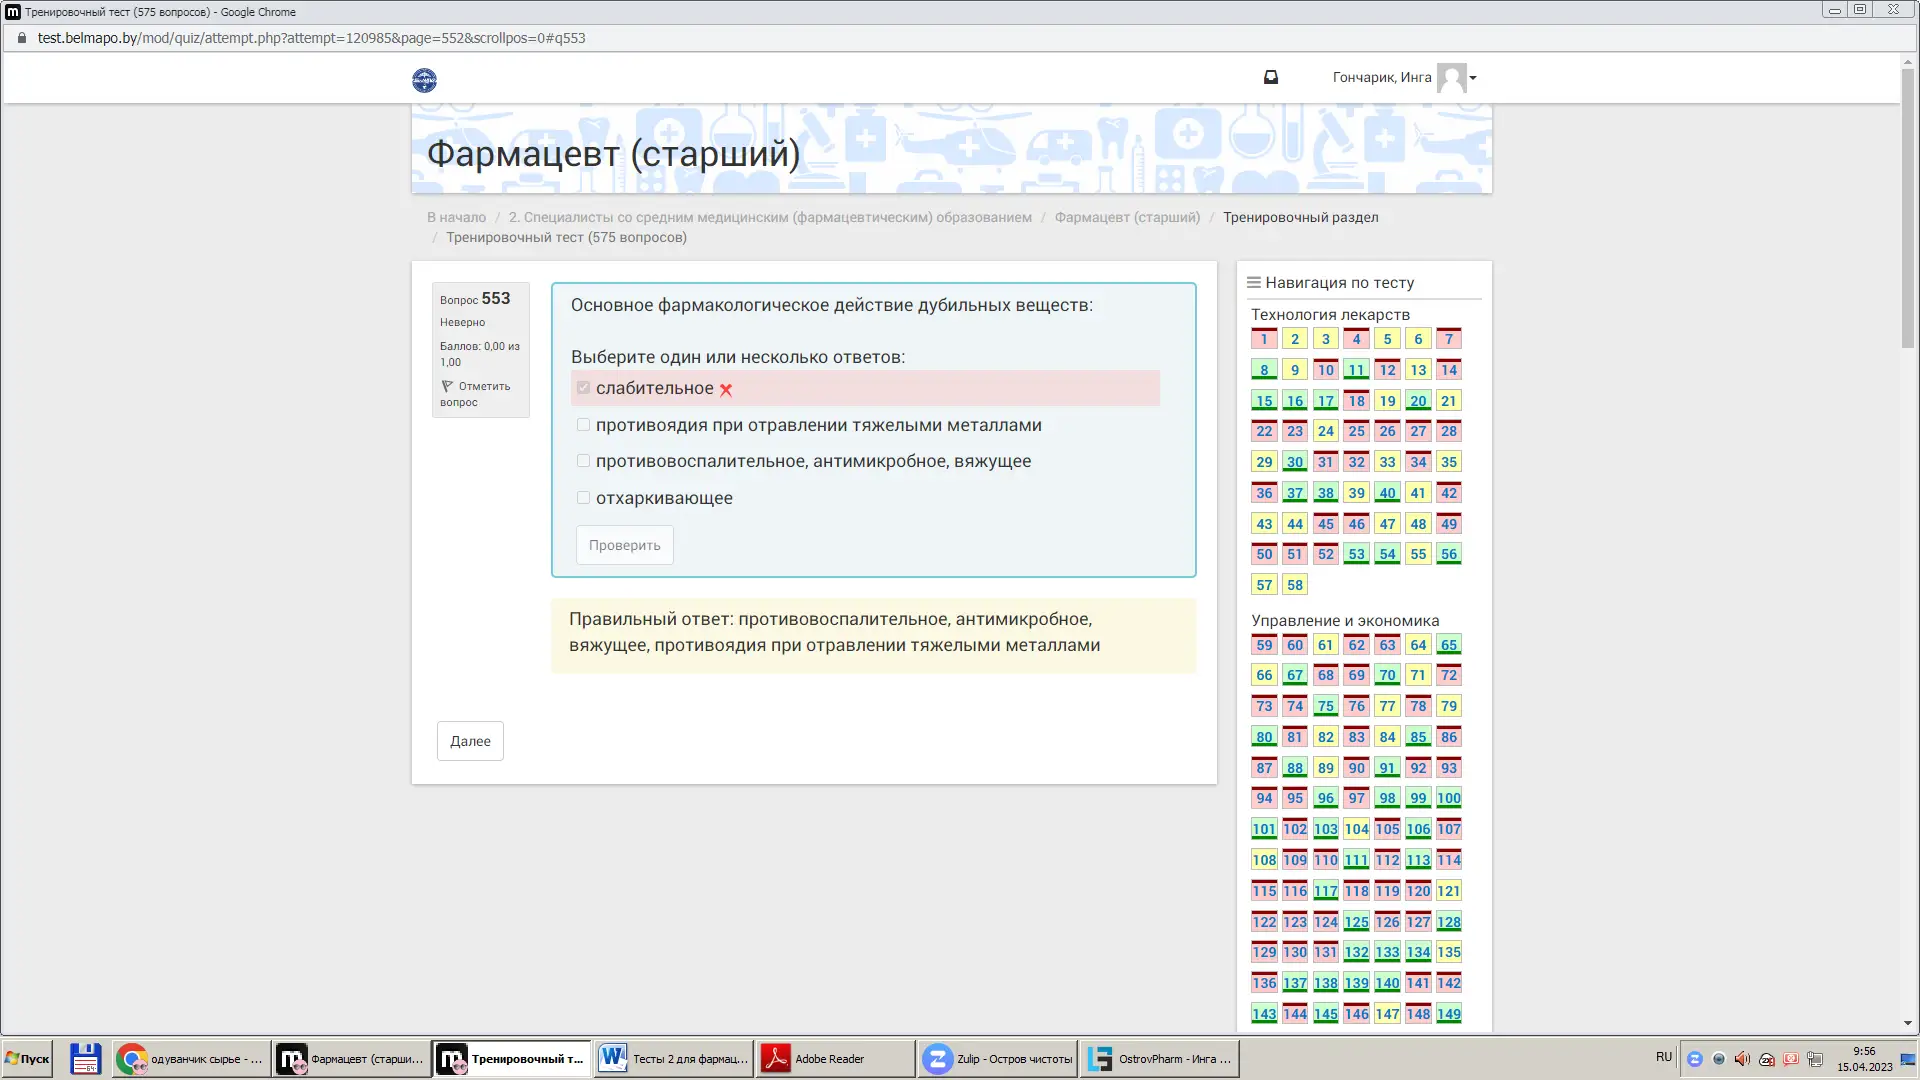 Тренировочный тест (575 вопросов) - Google Chrome
test.belmapo.by/mod/quiz/attempt.php?attempt=120985&page=552&scrollpos=0#q553
Гончарик, Инга
Фармацевт (старший)
В начало / 2. Специалисты со средним медицинским (фармацевтическим) образованием / Фармацевт (старший) / Тренировочный раздел
/ Тренировочный тест (575 вопросов)
Вопрос 553
Неверно
Баллов: 0,00 из
1,00
Отметить
вопрос
Основное фармакологическое действие дубильных веществ:
Выберите один или несколько ответов:
слабительное
противоядия при отравлении тяжелыми металлами
противовоспалительное, антимикробное, вяжущее
отхаркивающее
Проверить
Правильный ответ: противовоспалительное, антимикробное,
вяжущее, противоядия при отравлении тяжелыми металлами
Далее
Навигация по тесту
Технология лекарств
1 2 3 4 5 6 7
8 9 10 11 12 13 14
15 16 17 18 19 20 21
22 23 24 25 26 27 28
29 30 31 32 33 34 35
36 37 38 39 40 41 42
43 44 45 46 47 48 49
50 51 52 53 54 55 56
57 58
Управление и экономика
59 60 61 62 63 64 65
66 67 68 69 70 71 72
73 74 75 76 77 78 79
80 81 82 83 84 85 86
87 88 89 90 91 92 93
94 95 96 97 98 99 100
101 102 103 104 105 106 107
108 109 110 111 112 113 114
115 116 117 118 119 120 121
122 123 124 125 126 127 128
129 130 131 132 133 134 135
136 137 138 139 140 141 142
143 144 145 146 147 148 149
Пуск
одуванчик сырье - ...
Фармацевт (старши...
Тренировочный т...
Тесты 2 для фармац...
Adobe Reader
Zulip - Остров чистоты
OstrovPharm - Инга ...
RU
9:56
15.04.2023